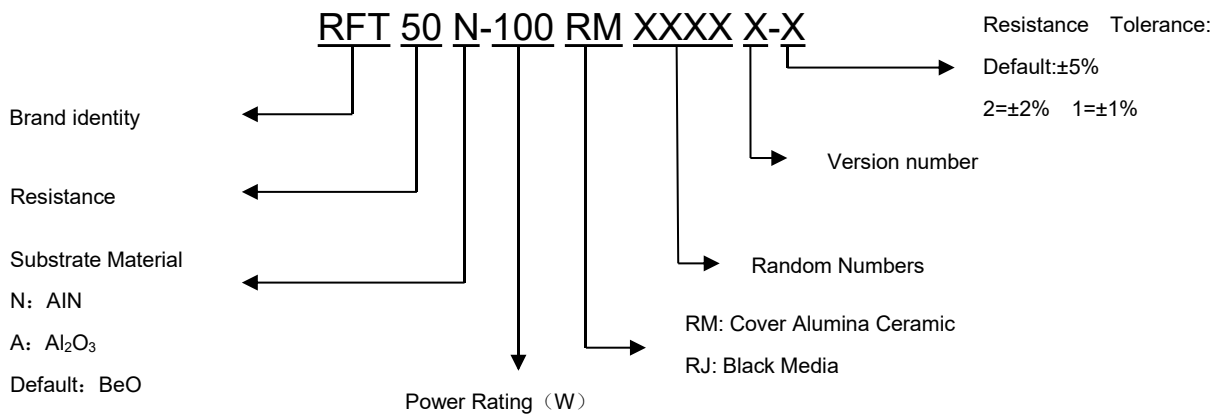 RFT 50 N-100 RM XXXX X-X
Resistance Tolerance:
Default:±5%
2=±2% 1=±1%
Brand identity
Version number
Resistance
Substrate Material
N：AlN
A：Al₂O₃
Default：BeO
Random Numbers
RM: Cover Alumina Ceramic
RJ: Black Media
Power Rating（W）